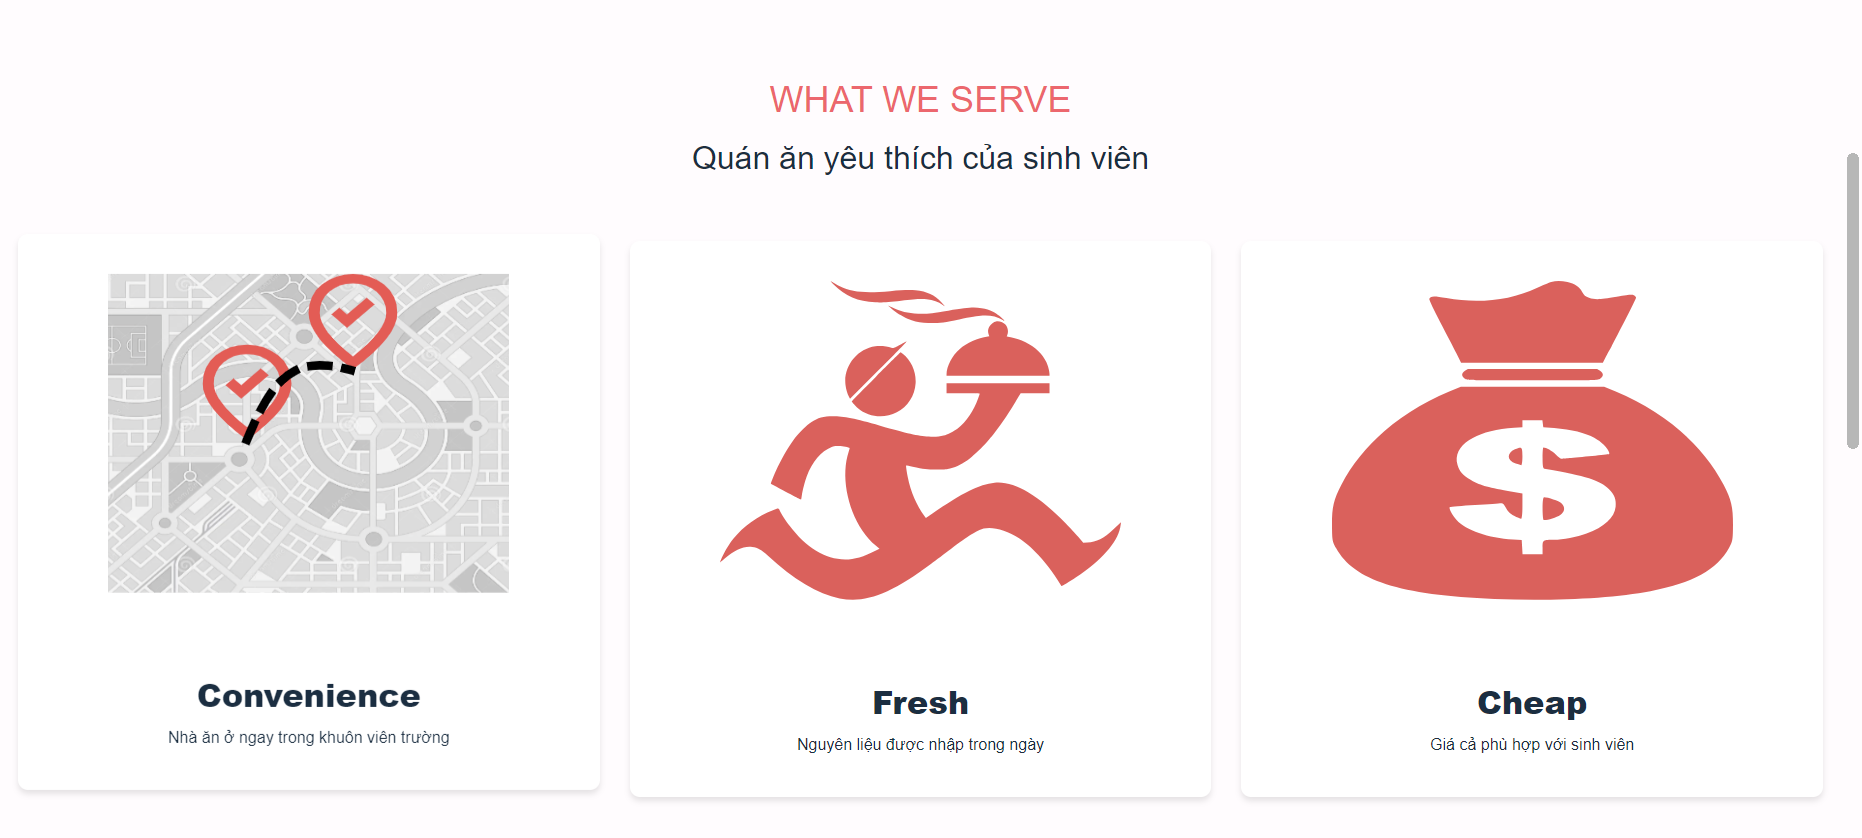 WHAT WE SERVE
Quán ăn yêu thích của sinh viên
Convenience
Nhà ăn ở ngay trong khuôn viên trường
Fresh
Nguyên liệu được nhập trong ngày
$
Cheap
Giá cả phù hợp với sinh viên